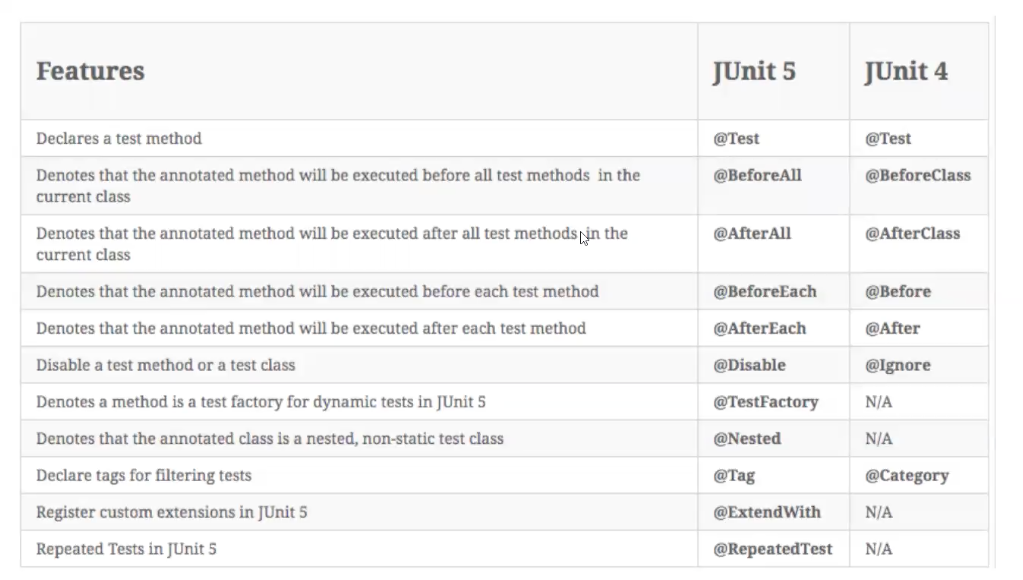 Features JUnit 5 JUnit 4
Declares a test method @Test @Test
Denotes that the annotated method will be executed before all test methods in the @BeforeAll @BeforeClass
current class
Denotes that the annotated method will be executed after all test methods in the @AfterAll @AfterClass
current class
Denotes that the annotated method will be executed before each test method @BeforeEach @Before
Denotes that the annotated method will be executed after each test method @AfterEach @After
Disable a test method or a test class @Disable @Ignore
Denotes a method is a test factory for dynamic tests in JUnit 5 @TestFactory N/A
Denotes that the annotated class is a nested, non-static test class @Nested N/A
Declare tags for filtering tests @Tag @Category
Register custom extensions in JUnit 5 @ExtendWith N/A
Repeated Tests in JUnit 5 @RepeatedTest N/A